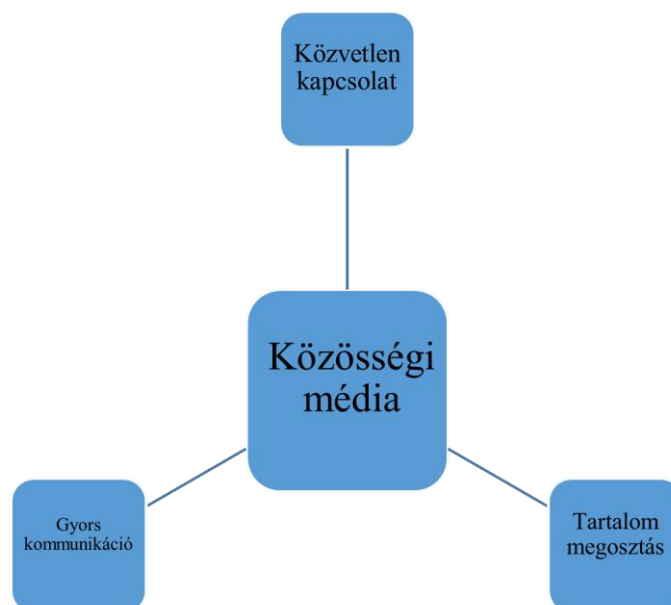 Közvetlen
kapcsolat
Közösségi
média
Gyors
kommunikáció
Tartalom
megosztás